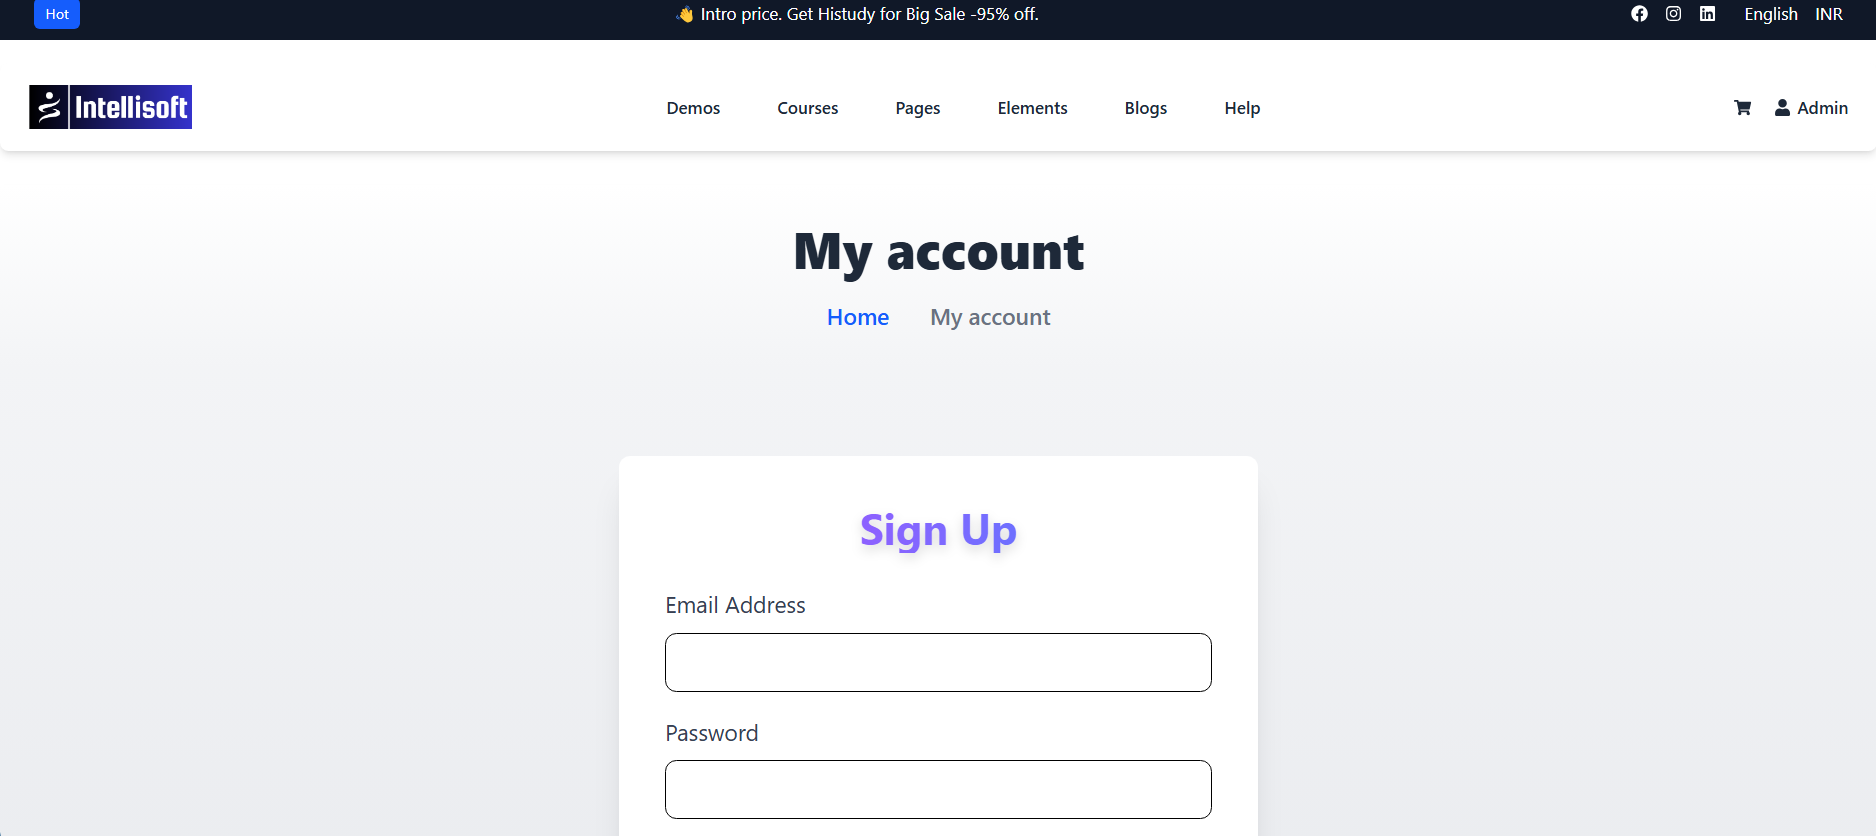 Hot
👋 Intro price. Get Histudy for Big Sale -95% off.
English INR
Intellisoft
Demos Courses Pages Elements Blogs Help
Admin
My account
Home My account
Sign Up
Email Address
Password